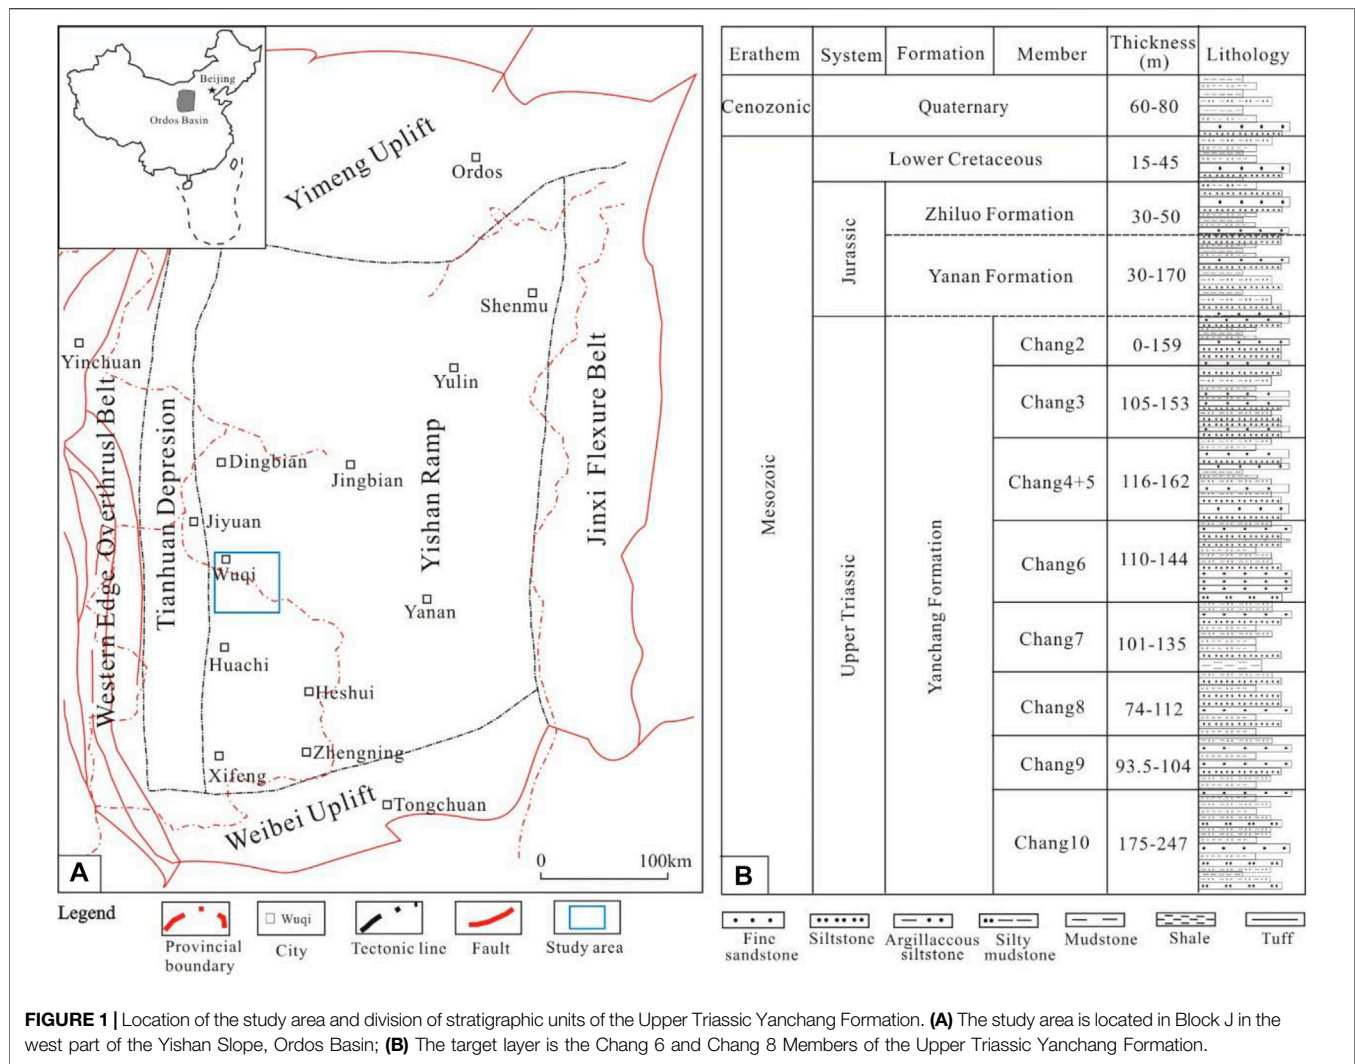 Beijing
Ordos Basin
Yimeng Uplift
Ordos
Shenmu
Yinchuan
Yulin
Western Edge Overthrusl Belt
Tianhuan Depresion
Yishan Ramp
Jinxi Flexure Belt
Dingbian
Jingbian
Jiyuan
Wuqi
Yanan
Huachi
Heshui
Zhengning
Xifeng
Weibei Uplift
Tongchuan
0 100km
A
Legend
Provincial
boundary
Wuqi
City
Tectonic line
Fault
Study area
Erathem System Formation Member Thickness
(m) Lithology
Cenozonic Quaternary 60-80
Mesozoic
Lower Cretaceous 15-45
Jurassic
Zhiluo Formation 30-50
Yanan Formation 30-170
Upper Triassic
Yanchang Formation
Chang2 0-159
Chang3 105-153
Chang4+5 116-162
Chang6 110-144
Chang7 101-135
Chang8 74-112
Chang9 93.5-104
Chang10 175-247
B
Fine
sandstone
Siltstone
Argillaccous
siltstone
Silty
mudstone
Mudstone
Shale
Tuff
FIGURE 1 | Location of the study area and division of stratigraphic units of the Upper Triassic Yanchang Formation. (A) The study area is located in Block J in the
west part of the Yishan Slope, Ordos Basin; (B) The target layer is the Chang 6 and Chang 8 Members of the Upper Triassic Yanchang Formation.